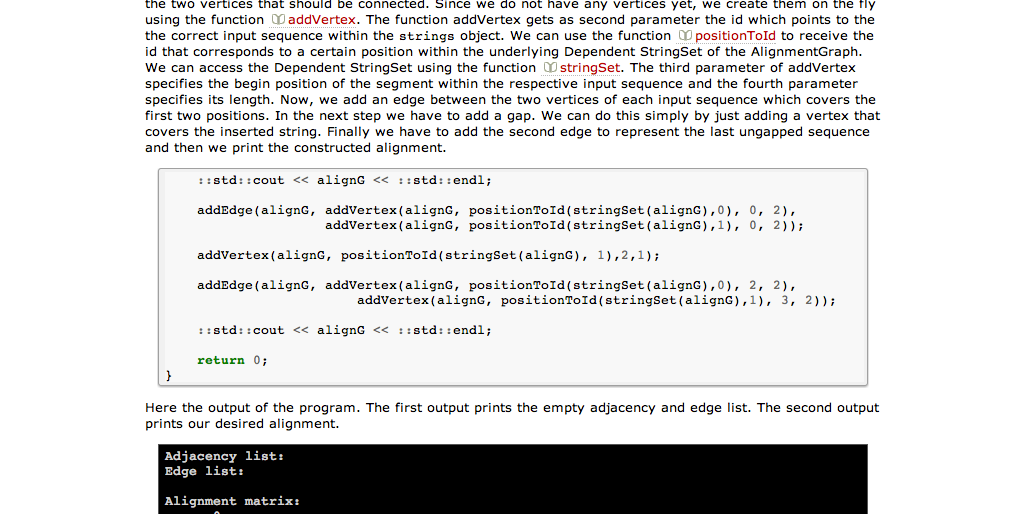 the two vertices that should be connected. Since we do not have any vertices yet, we create them on the fly
using the function addVertex. The function addVertex gets as second parameter the id which points to the
the correct input sequence within the strings object. We can use the function positionToId to receive the
id that corresponds to a certain position within the underlying Dependent StringSet of the AlignmentGraph.
We can access the Dependent StringSet using the function stringSet. The third parameter of addVertex
specifies the begin position of the segment within the respective input sequence and the fourth parameter
specifies its length. Now, we add an edge between the two vertices of each input sequence which covers the
first two positions. In the next step we have to add a gap. We can do this simply by just adding a vertex that
covers the inserted string. Finally we have to add the second edge to represent the last ungapped sequence
and then we print the constructed alignment.
::std::cout << alignG << ::std::endl;
addEdge(alignG, addVertex(alignG, positionToId(stringSet(alignG),0), 0, 2),
addVertex(alignG, positionToId(stringSet(alignG),1), 0, 2));
addVertex(alignG, positionToId(stringSet(alignG), 1),2,1);
addEdge(alignG, addVertex(alignG, positionToId(stringSet(alignG),0), 2, 2),
addVertex(alignG, positionToId(stringSet(alignG),1), 3, 2));
::std::cout << alignG << ::std::endl;
return 0;
}
Here the output of the program. The first output prints the empty adjacency and edge list. The second output
prints our desired alignment.
Adjacency list:
Edge list:
Alignment matrix: